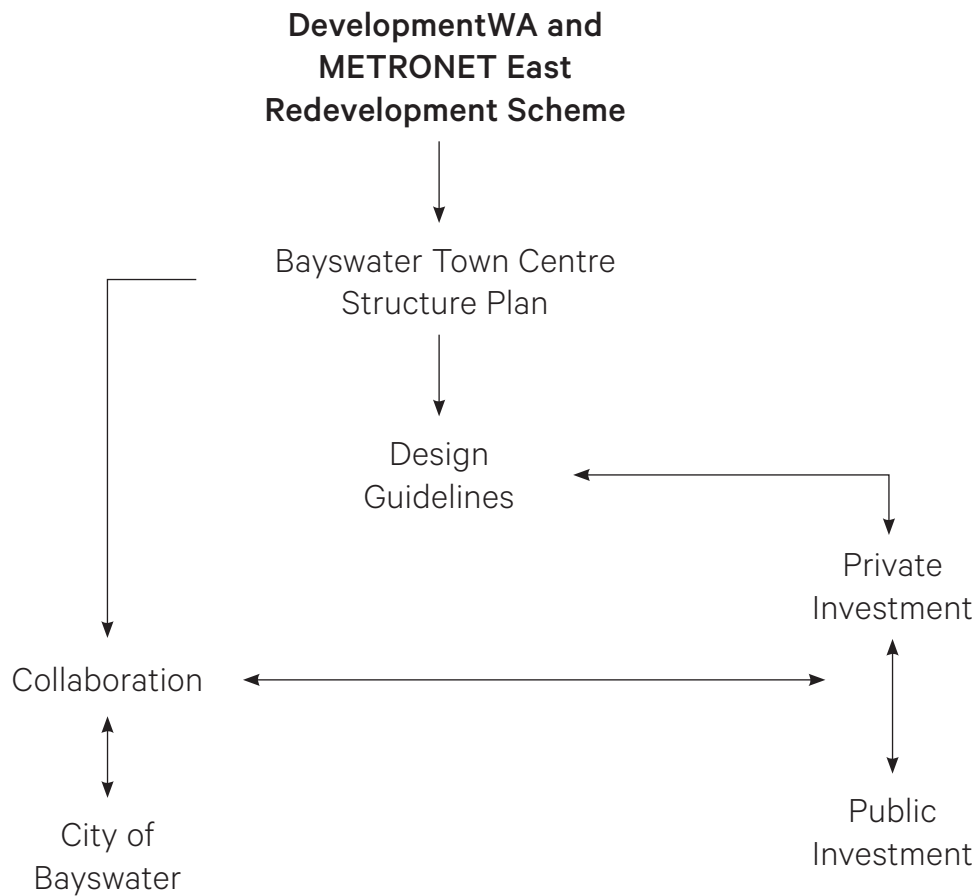 DevelopmentWA and
METRONET East
Redevelopment Scheme
Bayswater Town Centre
Structure Plan
Design
Guidelines
Private
Investment
Collaboration
City of
Bayswater
Public
Investment